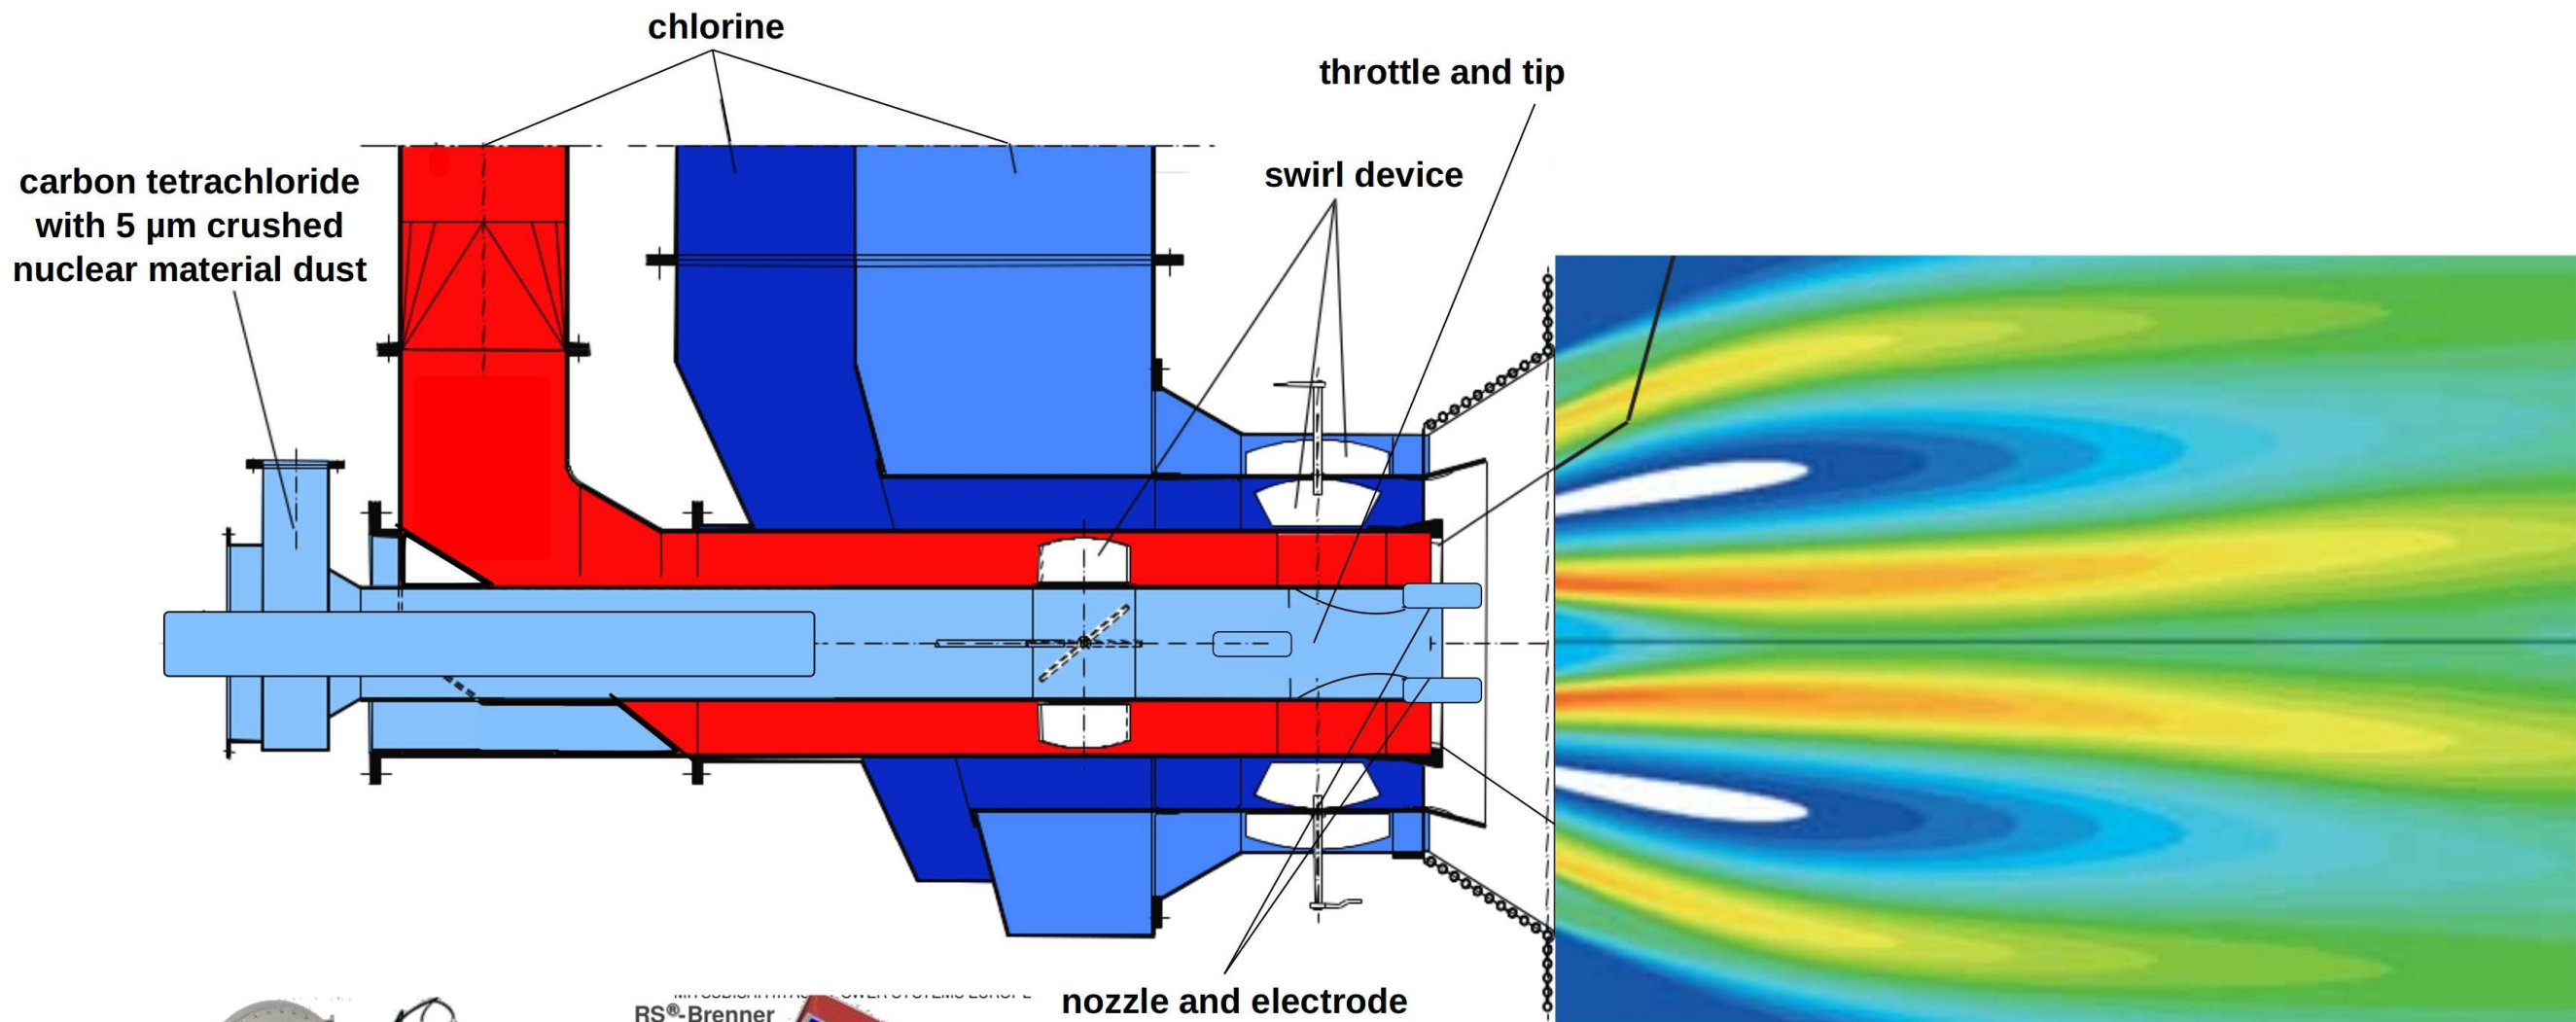 chlorine
throttle and tip
swirl device
carbon tetrachloride
with 5 µm crushed
nuclear material dust
nozzle and electrode
RS®-Brenner